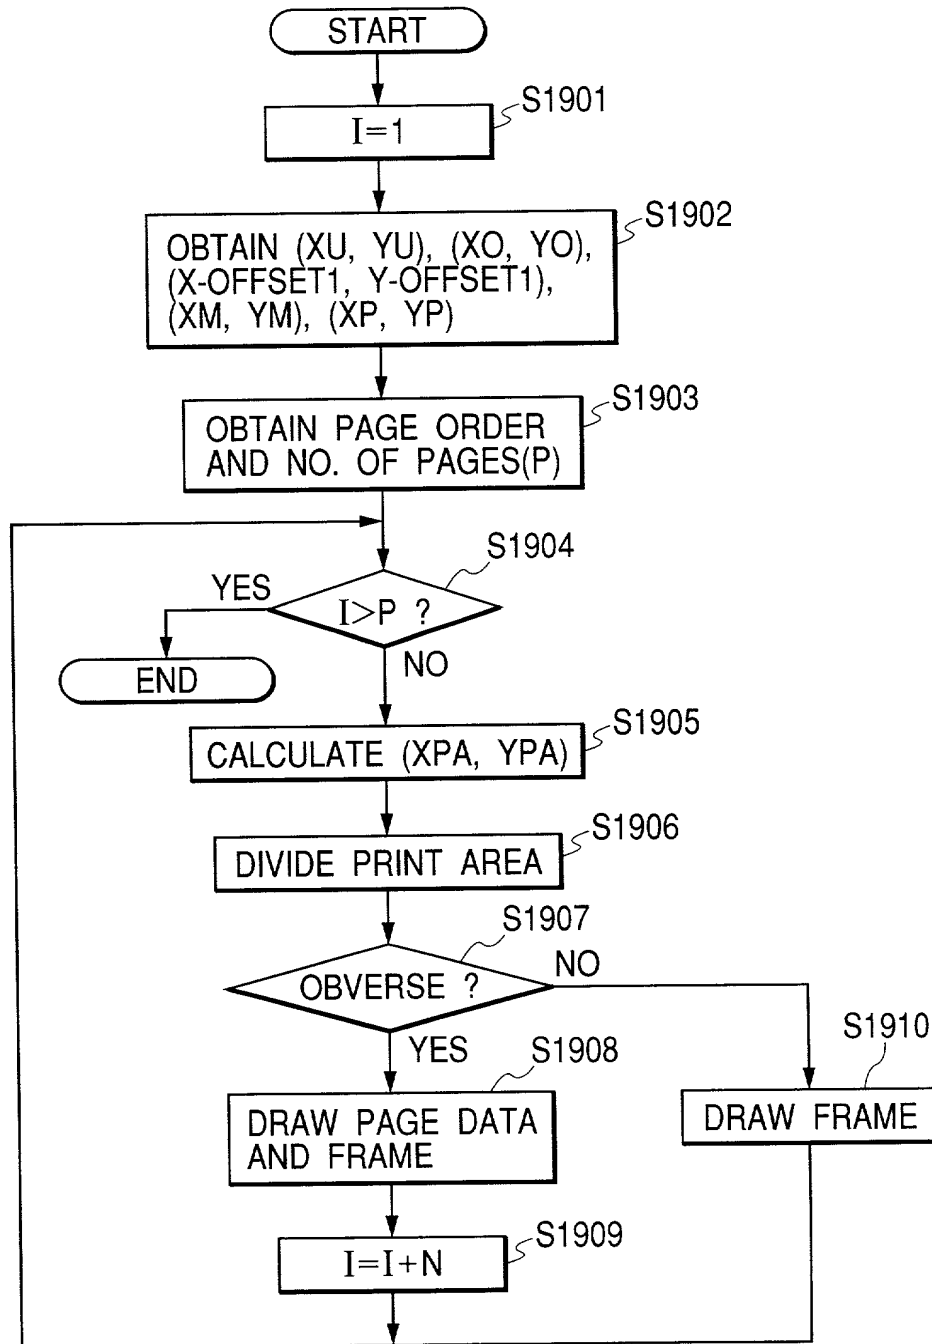 START
S1901
I=1
S1902
OBTAIN (XU, YU), (XO, YO),
(X-OFFSET1, Y-OFFSET1),
(XM, YM), (XP, YP)
S1903
OBTAIN PAGE ORDER
AND NO. OF PAGES(P)
S1904
YES
I>P ?
NO
END
S1905
CALCULATE (XPA, YPA)
S1906
DIVIDE PRINT AREA
S1907
OBVERSE ?
NO
YES
S1908
S1910
DRAW PAGE DATA
AND FRAME
DRAW FRAME
S1909
I=I+N